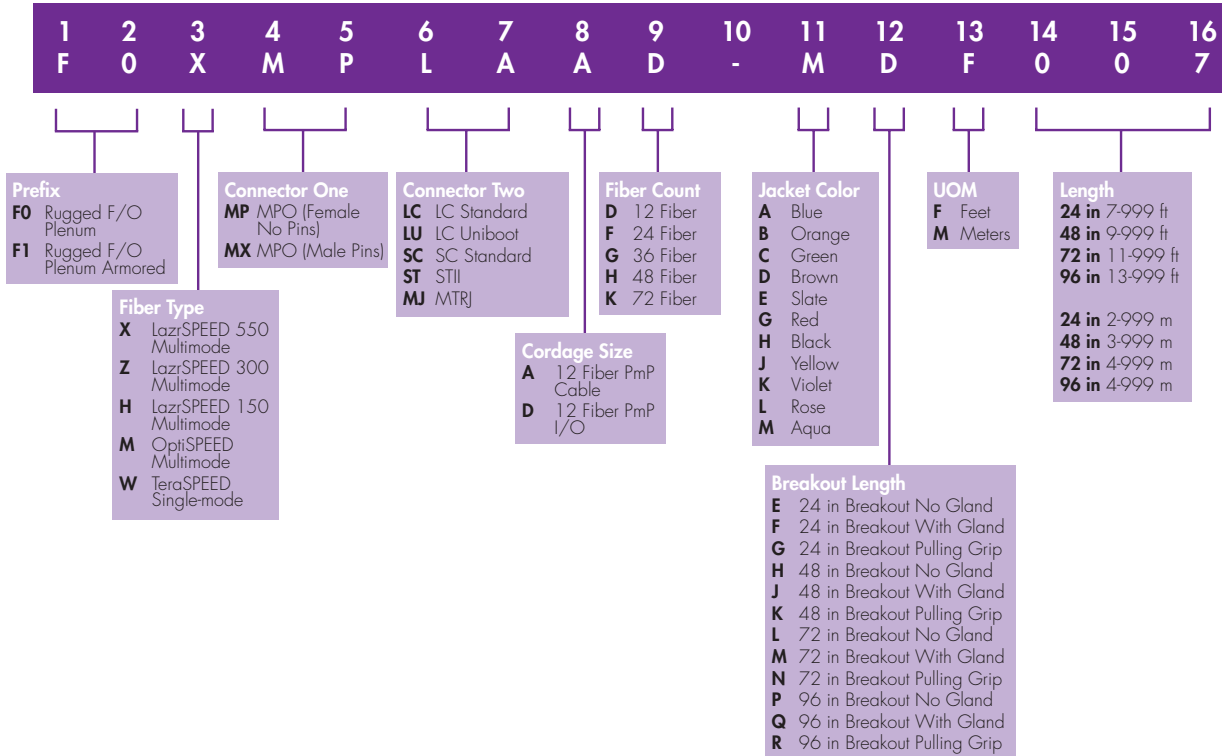 1 2 3 4 5 6 7 8 9 10 11 12 13 14 15 16
F 0 X M P L A A D - M D F 0 0 7
Prefix
F0 Rugged F/O
Plenum
F1 Rugged F/O
Plenum Armored
Fiber Type
X LazrSPEED 550
Multimode
Z LazrSPEED 300
Multimode
H LazrSPEED 150
Multimode
M OptiSPEED
Multimode
W TeraSPEED
Single-mode
Connector One
MP MPO (Female
No Pins)
MX MPO (Male Pins)
Connector Two
LC LC Standard
LU LC Uniboot
SC SC Standard
ST STII
MJ MTRJ
Cordage Size
A 12 Fiber PmP
Cable
D 12 Fiber PmP
I/O
Fiber Count
D 12 Fiber
F 24 Fiber
G 36 Fiber
H 48 Fiber
K 72 Fiber
Jacket Color
A Blue
B Orange
C Green
D Brown
E Slate
G Red
H Black
J Yellow
K Violet
L Rose
M Aqua
Breakout Length
E 24 in Breakout No Gland
F 24 in Breakout With Gland
G 24 in Breakout Pulling Grip
H 48 in Breakout No Gland
J 48 in Breakout With Gland
K 48 in Breakout Pulling Grip
L 72 in Breakout No Gland
M 72 in Breakout With Gland
N 72 in Breakout Pulling Grip
P 96 in Breakout No Gland
Q 96 in Breakout With Gland
R 96 in Breakout Pulling Grip
UOM
F Feet
M Meters
Length
24 in 7-999 ft
48 in 9-999 ft
72 in 11-999 ft
96 in 13-999 ft
24 in 2-999 m
48 in 3-999 m
72 in 4-999 m
96 in 4-999 m